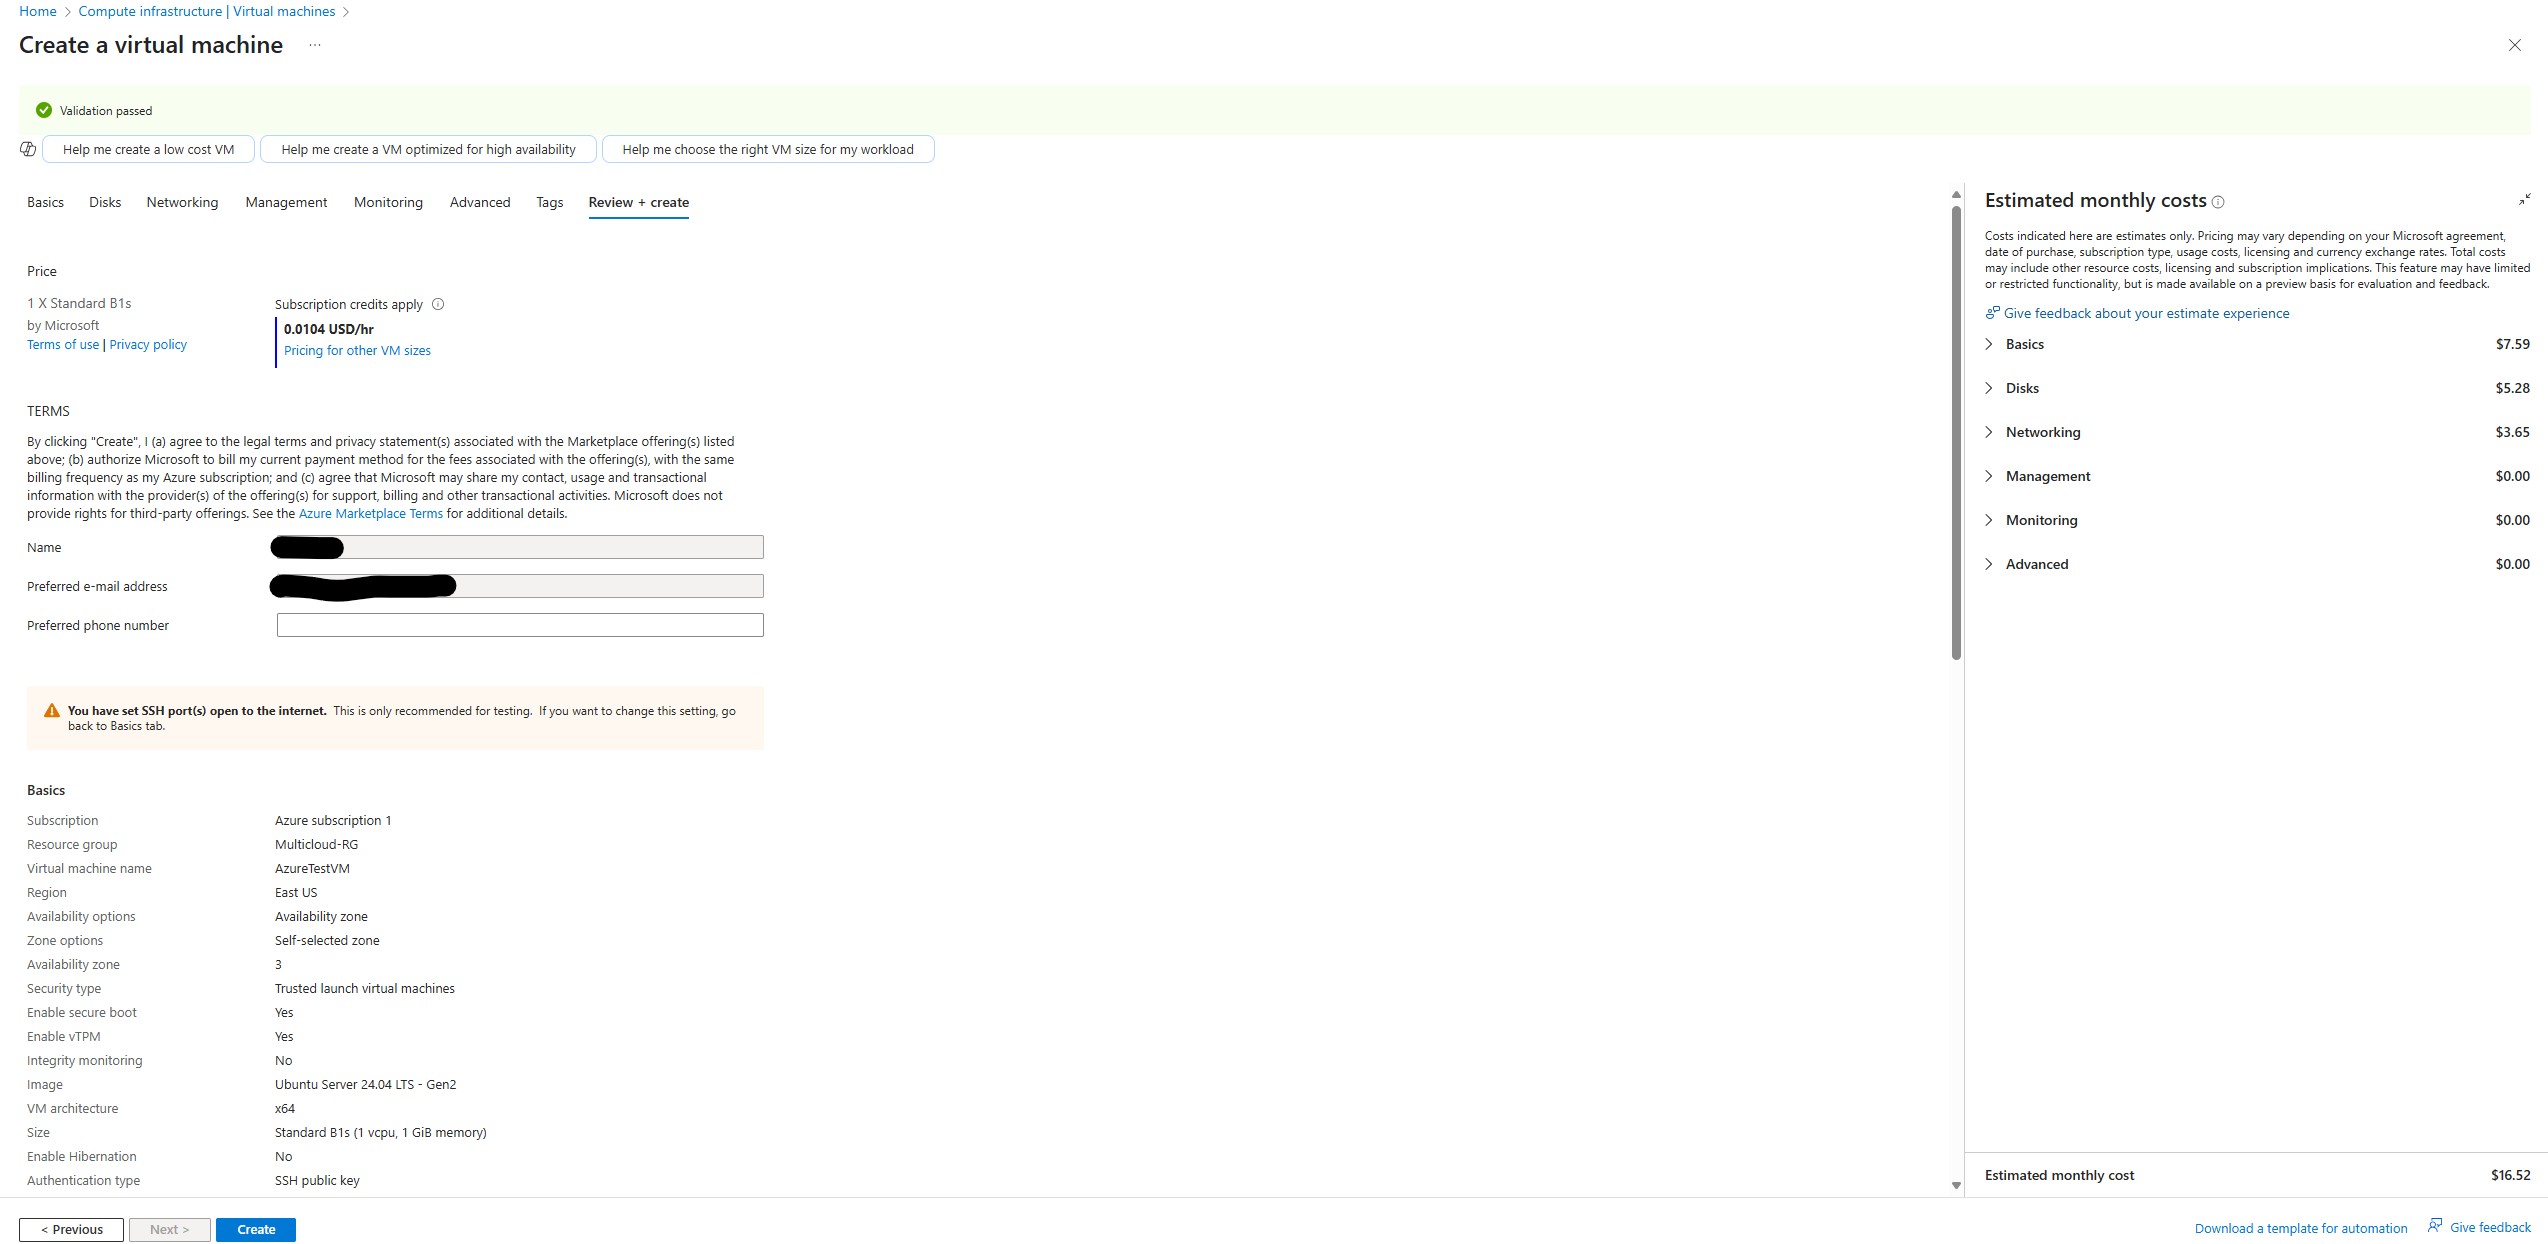 Home > Compute infrastructure | Virtual machines >
Create a virtual machine ...
Validation passed
Help me create a low cost VM
Help me create a VM optimized for high availability
Help me choose the right VM size for my workload
Basics Disks Networking Management Monitoring Advanced Tags Review + create
Price
1 X Standard B1s
by Microsoft
Terms of use | Privacy policy
Subscription credits apply
0.0104 USD/hr
Pricing for other VM sizes
TERMS
By clicking "Create", I (a) agree to the legal terms and privacy statement(s) associated with the Marketplace offering(s) listed
above; (b) authorize Microsoft to bill my current payment method for the fees associated with the offering(s), with the same
billing frequency as my Azure subscription; and (c) agree that Microsoft may share my contact, usage and transactional
information with the provider(s) of the offering(s) for support, billing and other transactional activities. Microsoft does not
provide rights for third-party offerings. See the Azure Marketplace Terms for additional details.
Name
Preferred e-mail address
Preferred phone number
You have set SSH port(s) open to the internet. This is only recommended for testing. If you want to change this setting, go
back to Basics tab.
Basics
Subscription Azure subscription 1
Resource group Multicloud-RG
Virtual machine name AzureTestVM
Region East US
Availability options Availability zone
Zone options Self-selected zone
Availability zone 3
Security type Trusted launch virtual machines
Enable secure boot Yes
Enable vTPM Yes
Integrity monitoring No
Image Ubuntu Server 24.04 LTS - Gen2
VM architecture x64
Size Standard B1s (1 vcpu, 1 GiB memory)
Enable Hibernation No
Authentication type SSH public key
< Previous
Next >
Create
Estimated monthly costs
Costs indicated here are estimates only. Pricing may vary depending on your Microsoft agreement,
date of purchase, subscription type, usage costs, licensing and currency exchange rates. Total costs
may include other resource costs, licensing and subscription implications. This feature may have limited
or restricted functionality, but is made available on a preview basis for evaluation and feedback.
Give feedback about your estimate experience
Basics $7.59
Disks $5.28
Networking $3.65
Management $0.00
Monitoring $0.00
Advanced $0.00
Estimated monthly cost $16.52
Download a template for automation
Give feedback